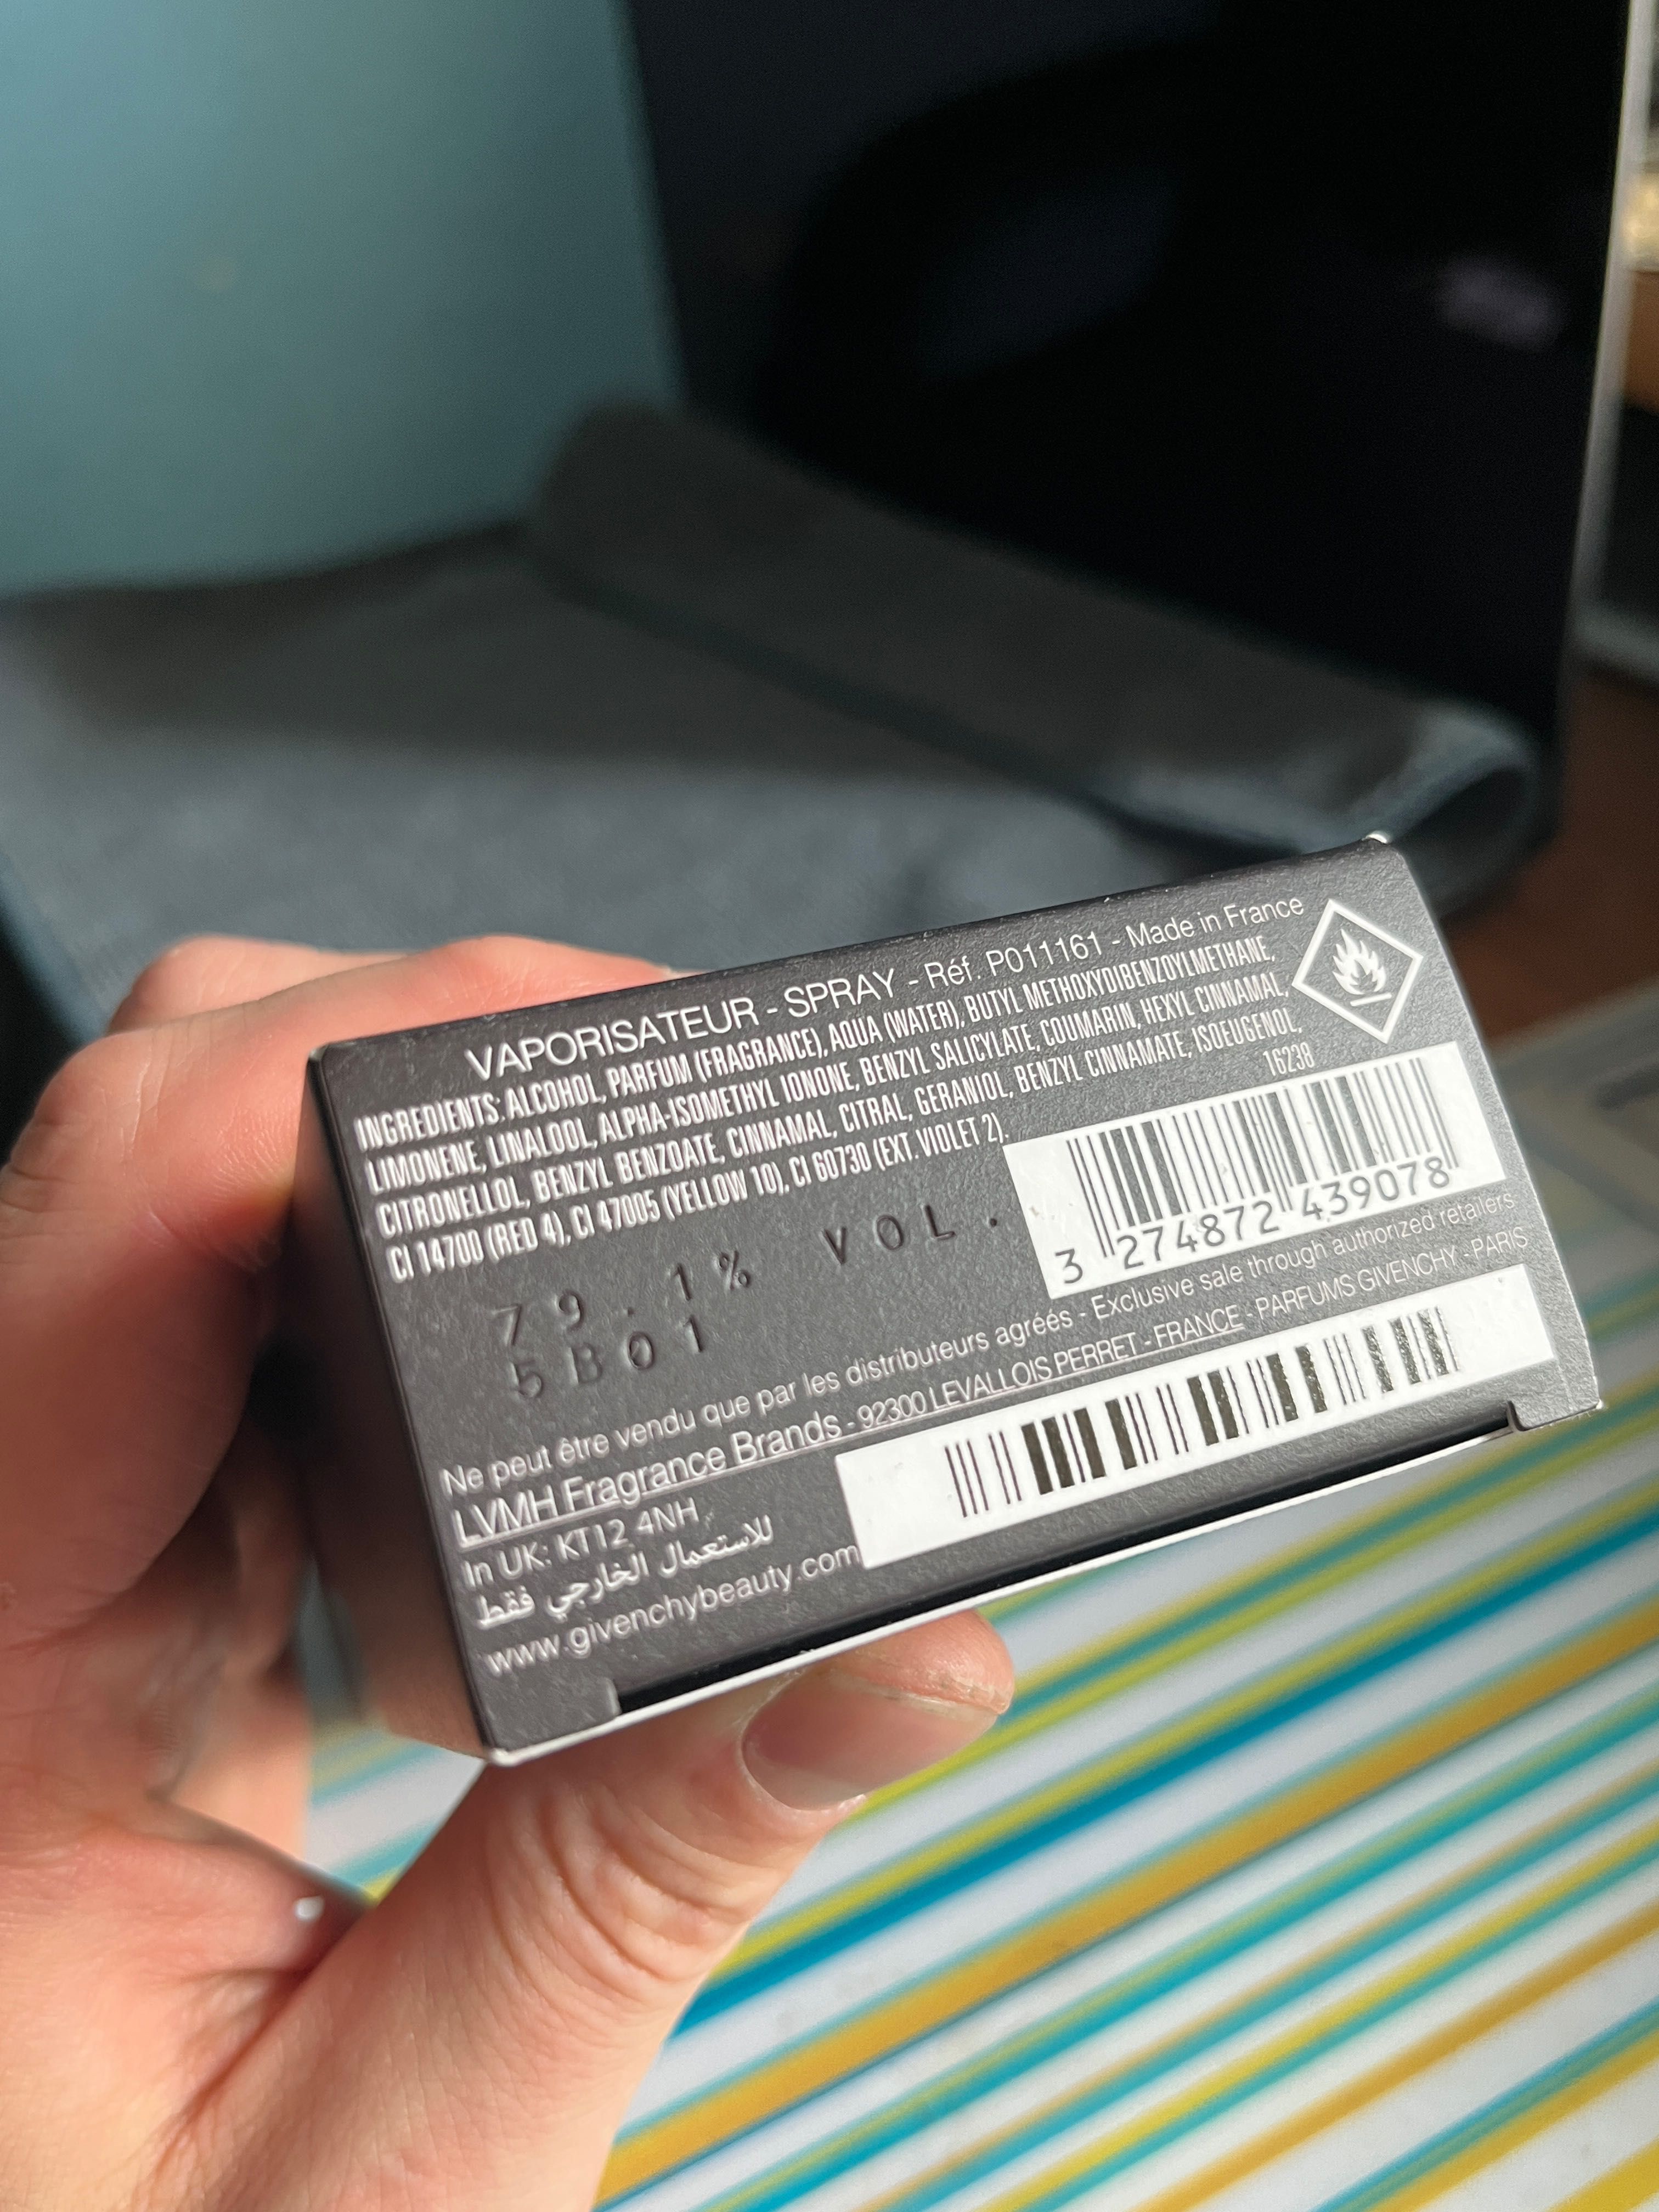 VAPORISATEUR - SPRAY - Réf. P011161 - Made in France
INGREDIENTS: ALCOHOL, PARFUM (FRAGRANCE), AQUA (WATER), BUTYL METHOXYDIBENZOYLMETHANE,
LIMONENE, LINALOOL, ALPHA-ISOMETHYL IONONE, BENZYL SALICYLATE, COUMARIN, HEXYL CINNAMAL,
CITRONELLOL, BENZYL BENZOATE, CINNAMAL, CITRAL, GERANIOL, BENZYL CINNAMATE, ISOEUGENOL,
CI 14700 (RED 4), CI 47005 (YELLOW 10), CI 60730 (EXT. VIOLET 2).
16238
79.1% VOL.
5B01
3 274872 439078
Ne peut être vendu que par les distributeurs agréés - Exclusive sale through authorized retailers
LVMH Fragrance Brands - 92300 LEVALLOIS PERRET - FRANCE - PARFUMS GIVENCHY - PARIS
In UK: KT12 4NH
للاستعمال الخارجي فقط
www.givenchybeauty.com